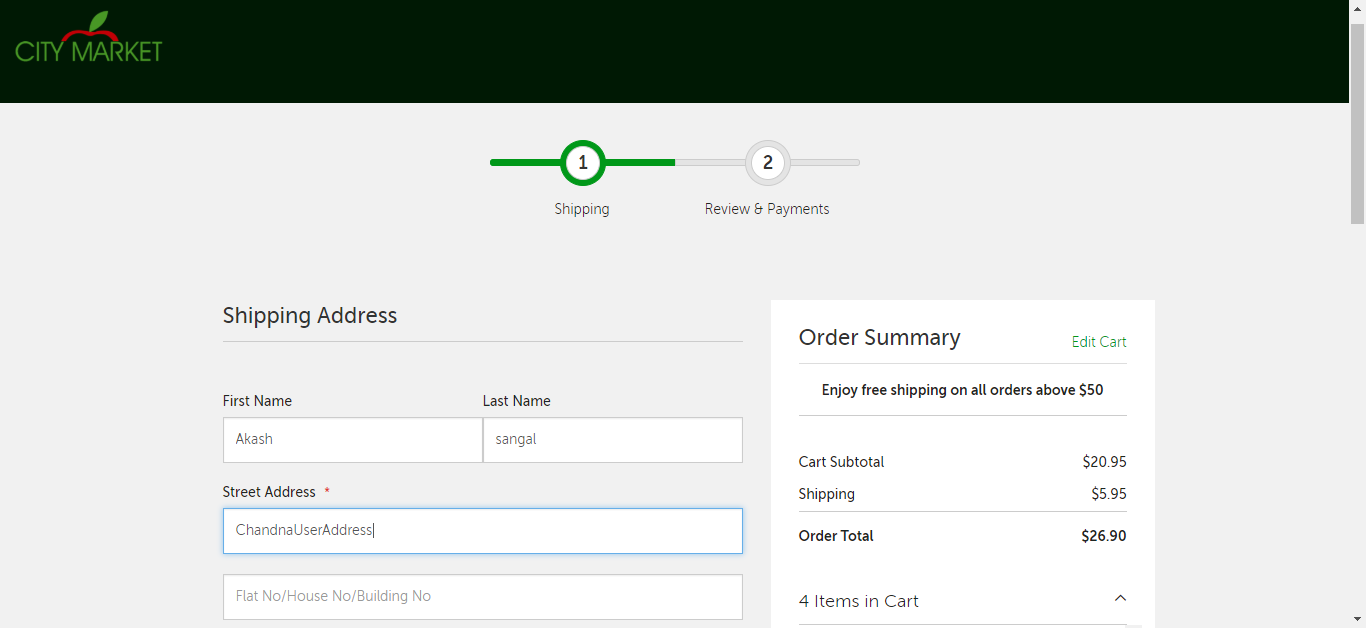 CITY MARKET
1
2
Shipping
Review & Payments
Shipping Address
First Name
Last Name
Akash
sangal
Street Address *
ChandnaUserAddress
Flat No/House No/Building No
Order Summary
Edit Cart
Enjoy free shipping on all orders above $50
Cart Subtotal $20.95
Shipping $5.95
Order Total $26.90
4 Items in Cart